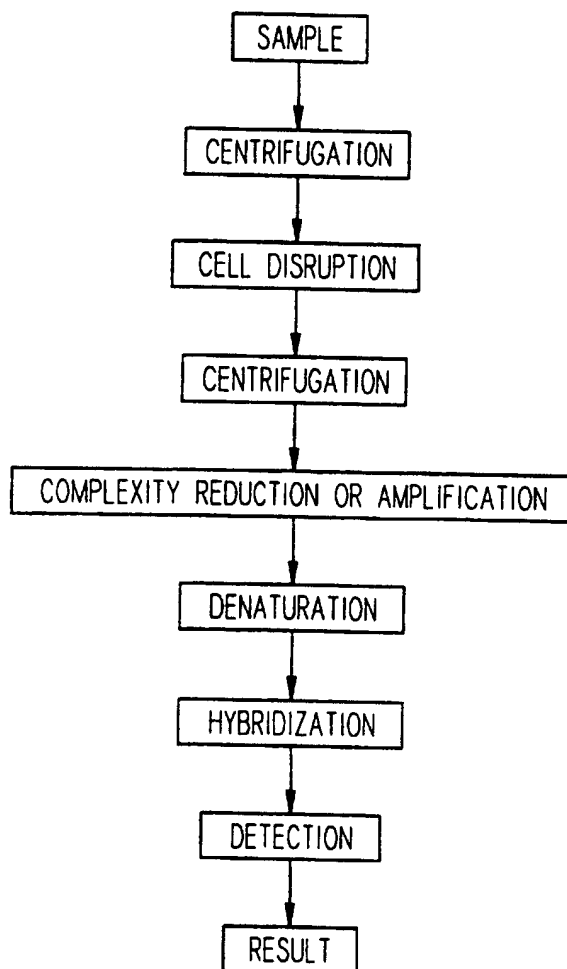 SAMPLE
CENTRIFUGATION
CELL DISRUPTION
CENTRIFUGATION
COMPLEXITY REDUCTION OR AMPLIFICATION
DENATURATION
HYBRIDIZATION
DETECTION
RESULT